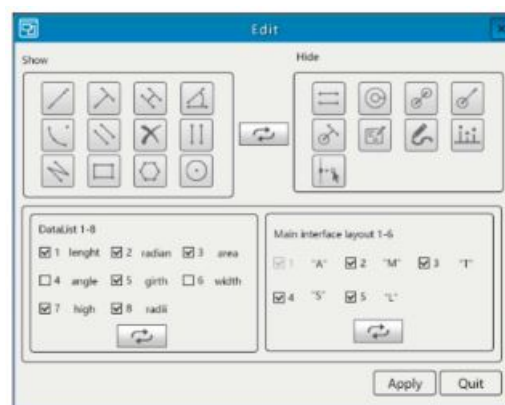 Edit
Show
Hide
DataList 1-8
1 lenght 2 radian 3 area
4 angle 5 girth 6 width
7 high 8 radii
Main interface layout 1-6
1 "A" 2 "M" 3 "T"
4 "S" 5 "L"
Apply Quit